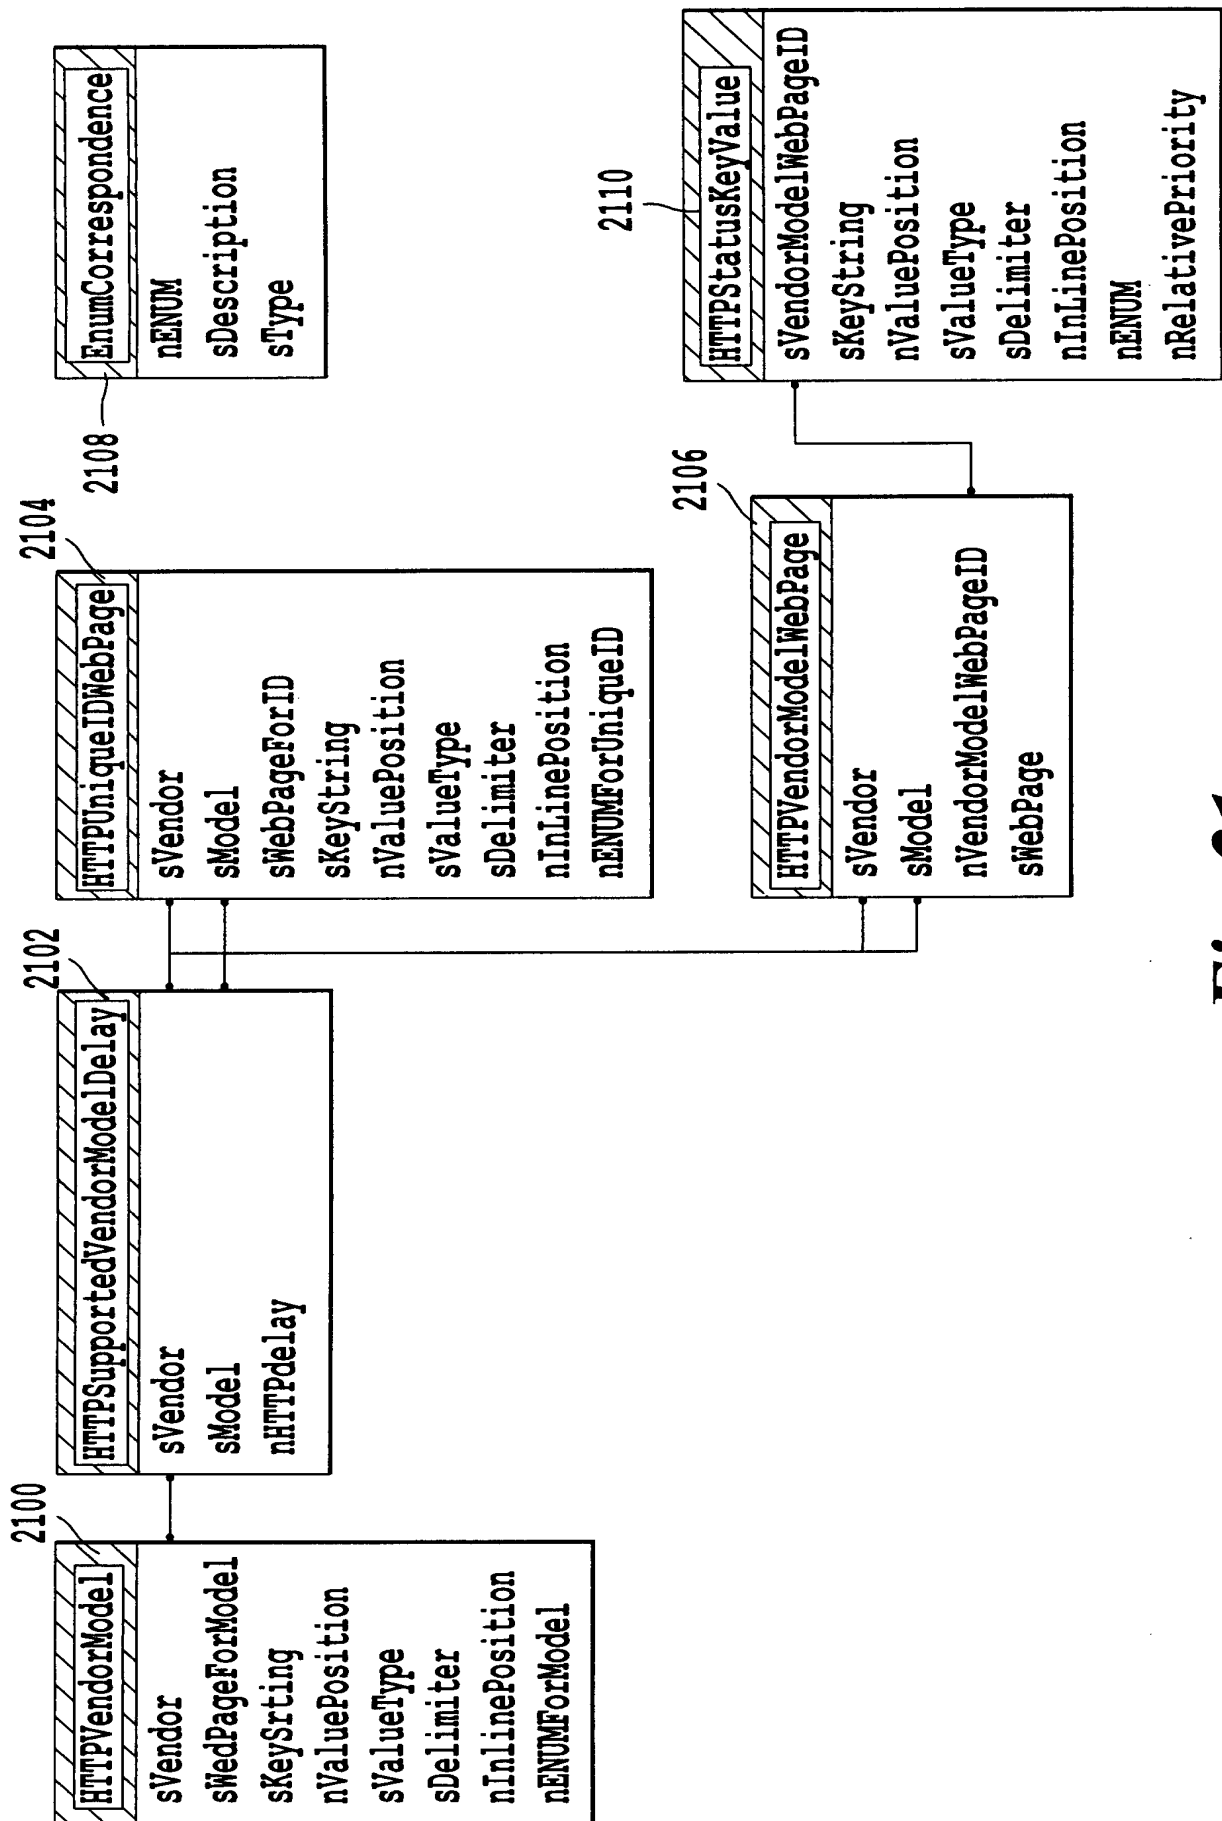 2100
HTTPVendorModel
sVendor
sWedPageForModel
sKeySrting
nValuePosition
sValueType
sDelimiter
nInlinePosition
nENUMForModel
2102
HTTPSupportedVendorModelDelay
sVendor
sModel
nHTTPdelay
2104
HTTPUniqueIDWebPage
sVendor
sModel
sWebPageForID
sKeyString
nValuePosition
sValueType
sDelimiter
nInLinePosition
nENUMForUniqueID
2108
EnumCorrespondence
nENUM
sDescription
sType
2106
HTTPVendorModelWebPage
sVendor
sModel
nVendorModelWebPageID
sWebPage
2110
HTTPStatusKeyValue
sVendorModelWebPageID
sKeyString
nValuePosition
sValueType
sDelimiter
nInLinePosition
nENUM
nRelativePriority